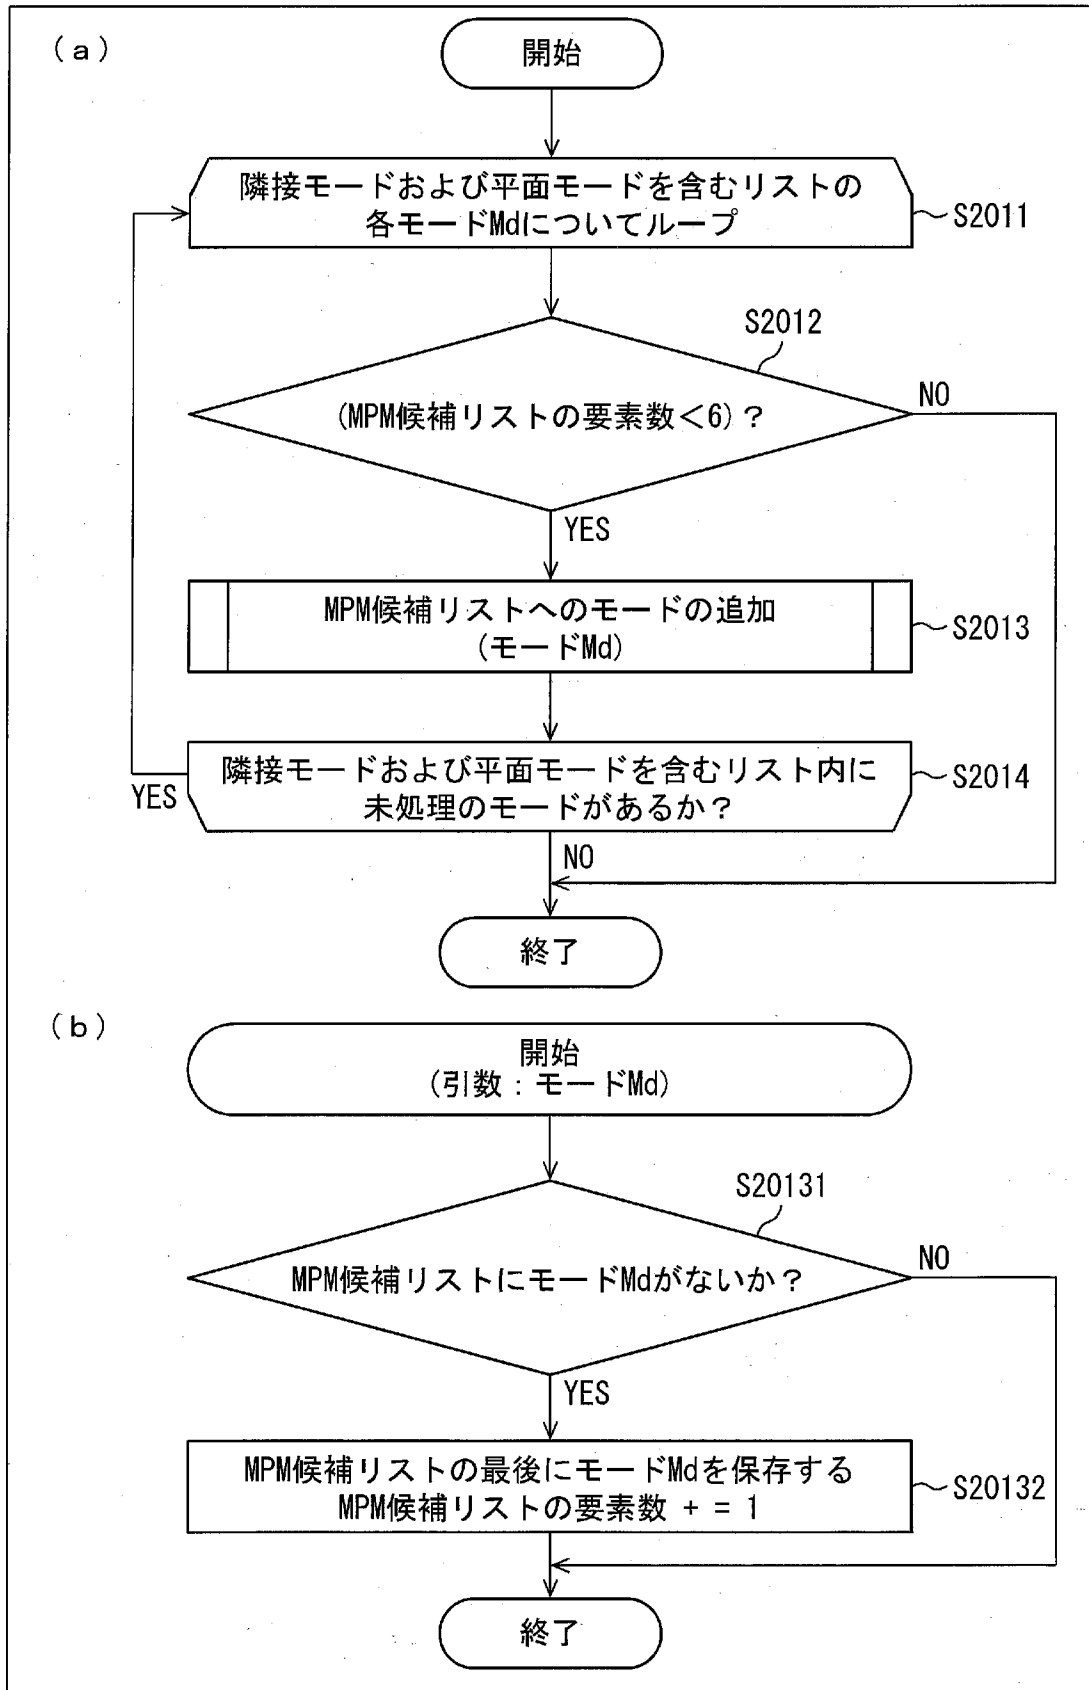 (a)
開始
隣接モードおよび平面モードを含むリストの
各モードMdについてループ
S2011
S2012
(MPM候補リストの要素数<6)?
NO
YES
MPM候補リストへのモードの追加
(モードMd)
S2013
隣接モードおよび平面モードを含むリスト内に
未処理のモードがあるか?
S2014
YES
NO
終了
(b)
開始
(引数:モードMd)
S20131
MPM候補リストにモードMdがないか?
NO
YES
MPM候補リストの最後にモードMdを保存する
MPM候補リストの要素数 + = 1
S20132
終了